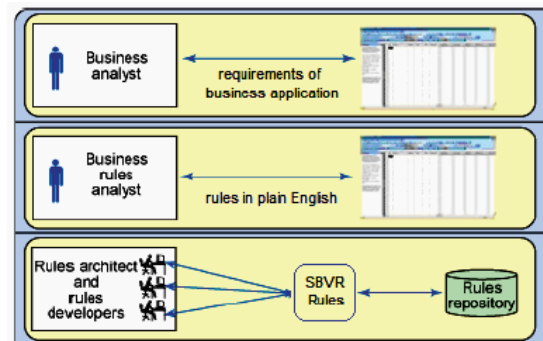 Business
analyst
requirements of
business application
Business
rules
analyst
rules in plain English
Rules architect
and
rules
developers
SBVR
Rules
Rules
repository